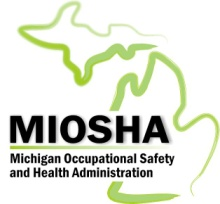 MIOSHA
Michigan Occupational Safety
and Health Administration